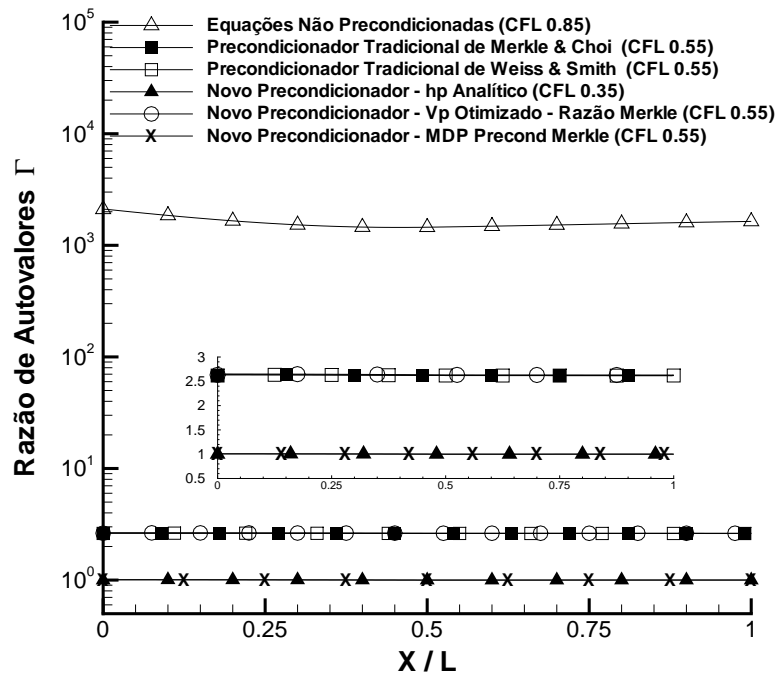 10^5
Equações Não Precondicionadas (CFL 0.85)
Precondicionador Tradicional de Merkle & Choi (CFL 0.55)
Precondicionador Tradicional de Weiss & Smith (CFL 0.55)
Novo Precondicionador - hp Analítico (CFL 0.35)
Novo Precondicionador - Vp Otimizado - Razão Merkle (CFL 0.55)
Novo Precondicionador - MDP Precond Merkle (CFL 0.55)
10^4
10^3
10^2
10^1
10^0
Razão de Autovalores Γ
3
2.5
2
1.5
1
0.5
0 0.25 0.5 0.75 1
0 0.25 0.5 0.75 1
X / L